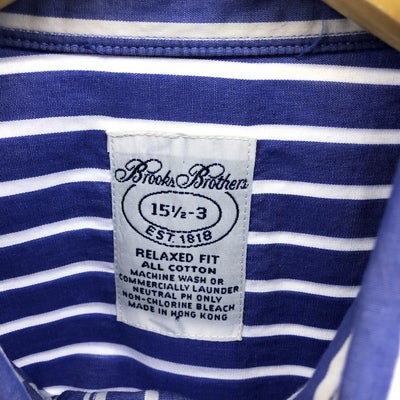 Brooks Brothers
15½-3
EST. 1818
RELAXED FIT
ALL COTTON
MACHINE WASH OR
COMMERCIALLY LAUNDER
NEUTRAL PH ONLY
NON-CHLORINE BLEACH
MADE IN HONG KONG